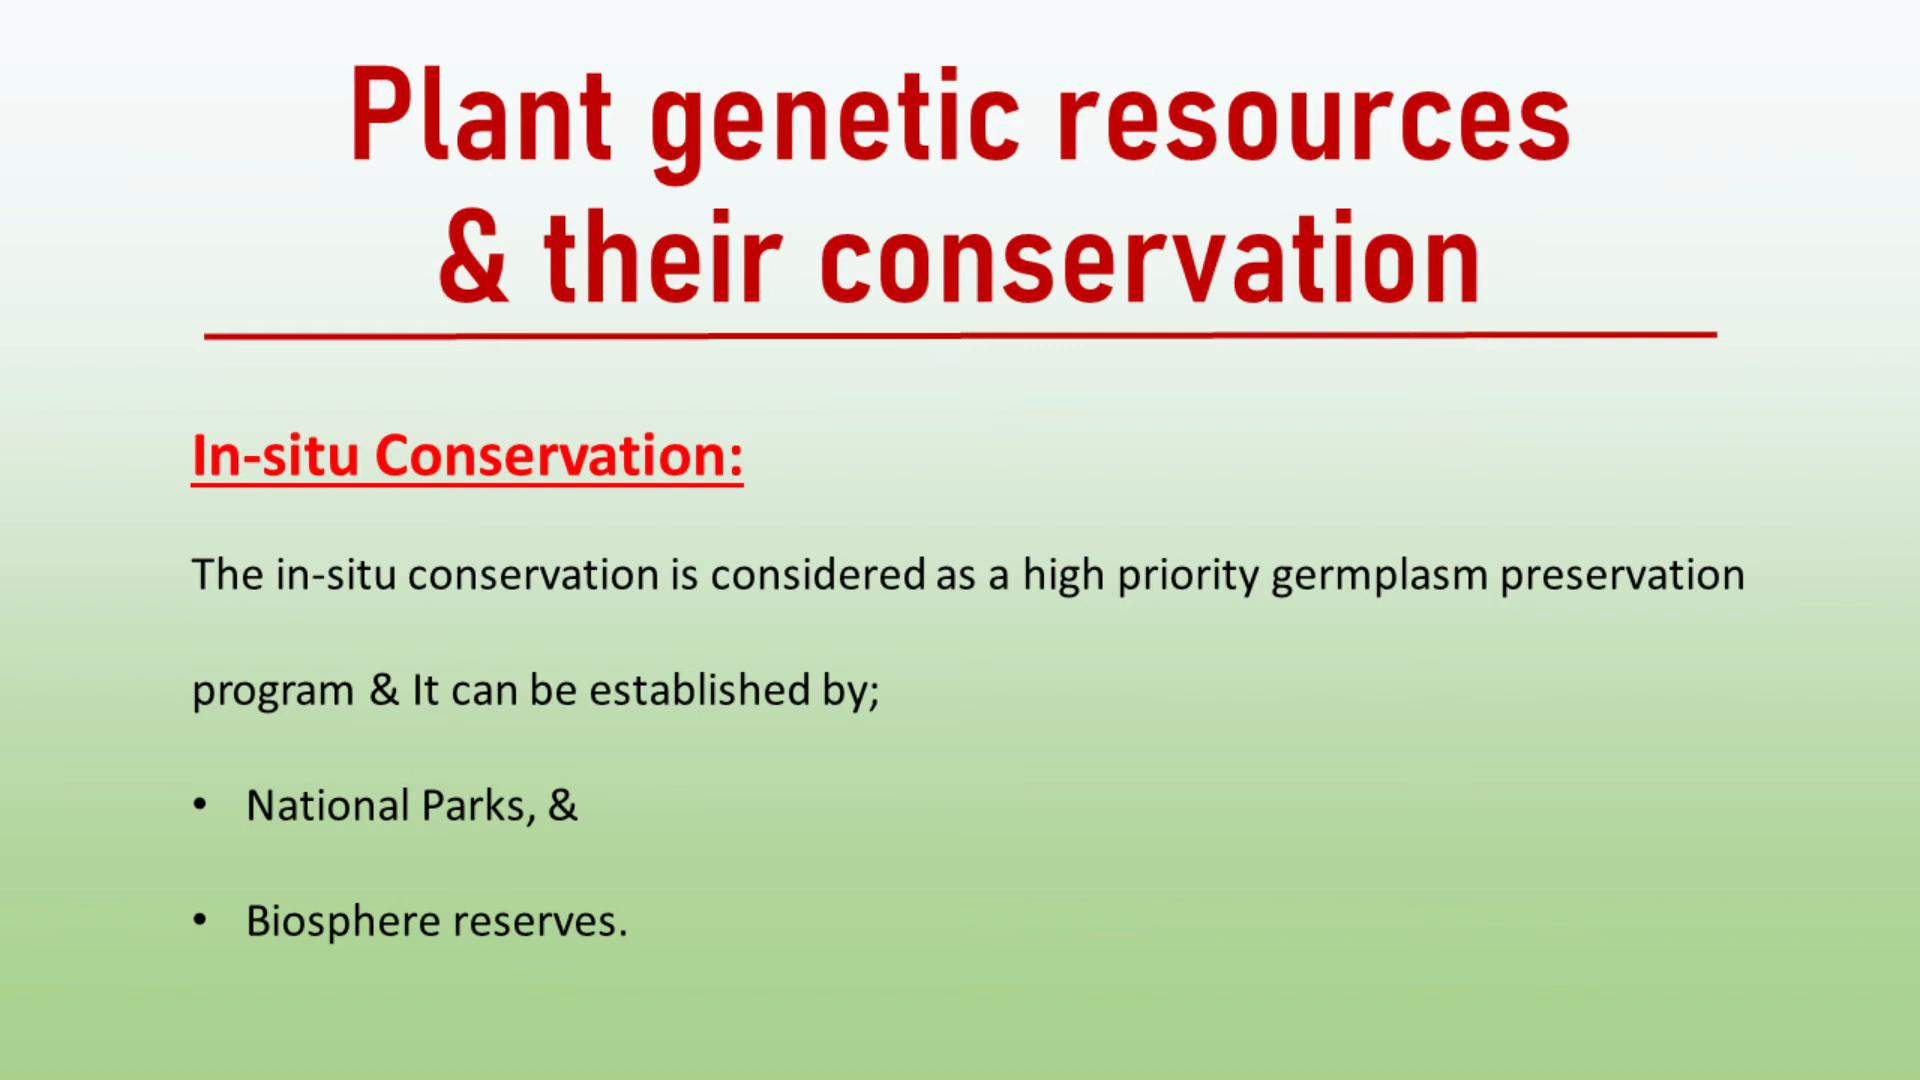 Plant genetic resources
& their conservation
In-situ Conservation:
The in-situ conservation is considered as a high priority germplasm preservation
program & It can be established by;
• National Parks, &
• Biosphere reserves.